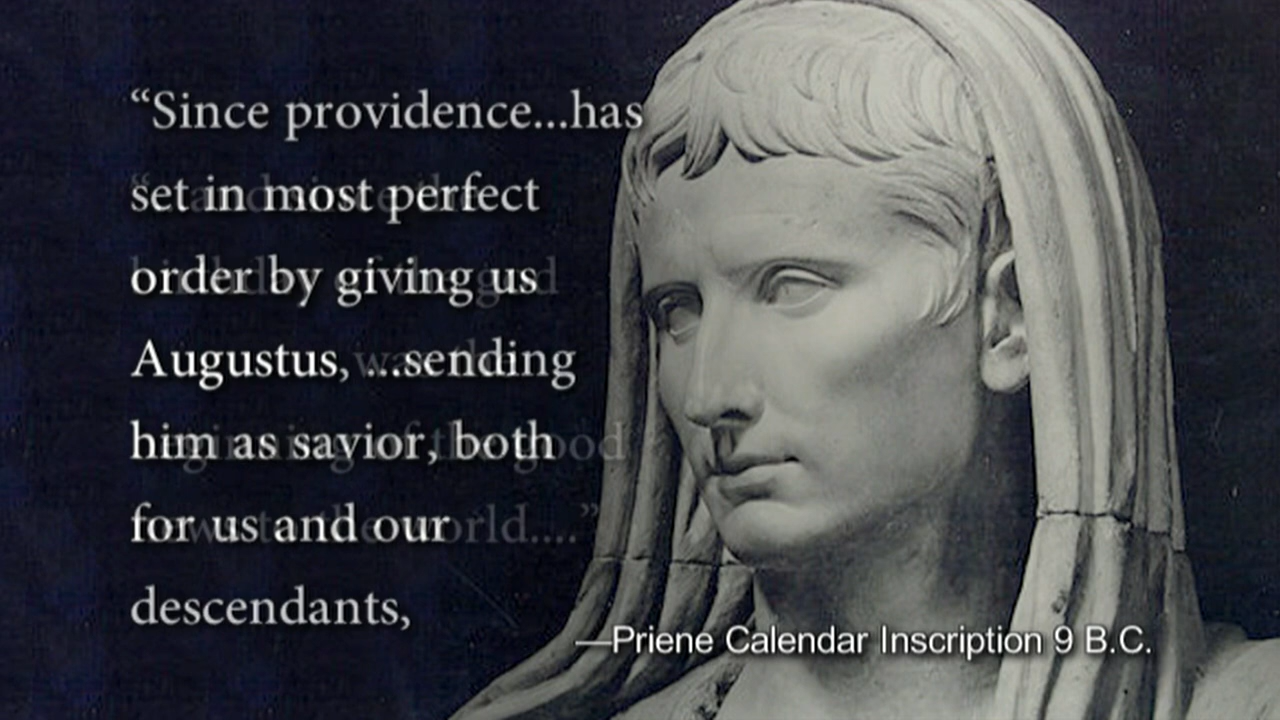 “Since providence...has
set in most perfect
order by giving us
Augustus, ...sending
him as savior, both
for us and our
descendants,
—Priene Calendar Inscription 9 B.C.